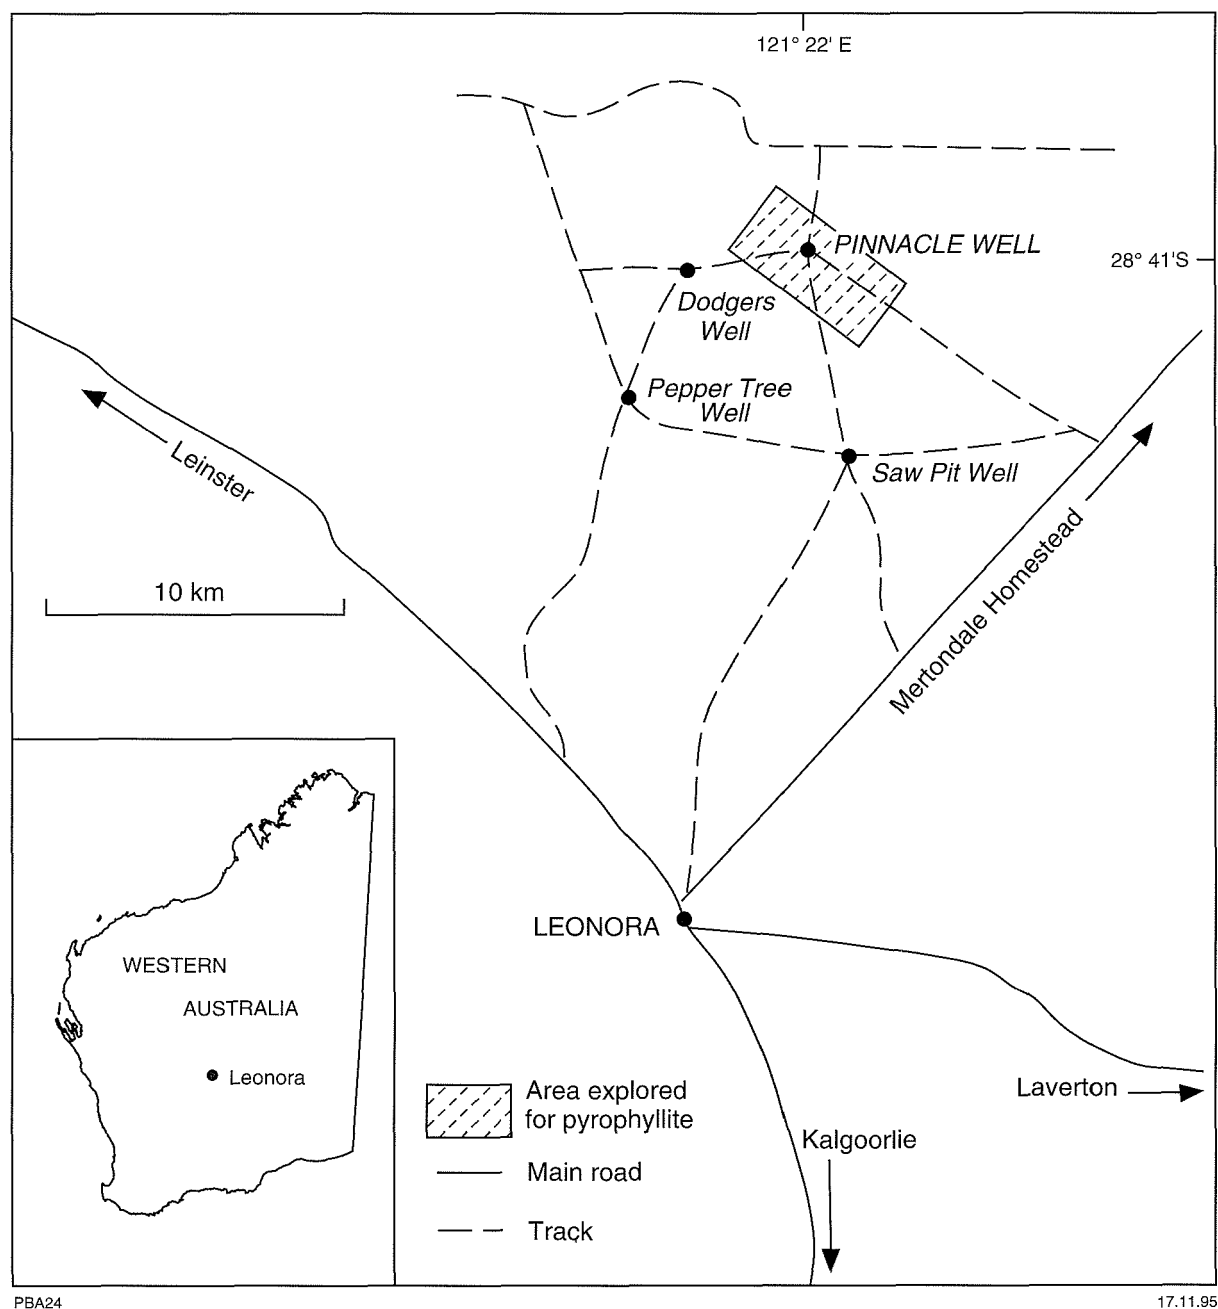 121° 22' E
PINNACLE WELL
28° 41'S
Dodgers
Well
Pepper Tree
Well
Saw Pit Well
Leinster
10 km
Mertondale Homestead
LEONORA
WESTERN
AUSTRALIA
Leonora
Area explored
for pyrophyllite
Main road
Track
Laverton
Kalgoorlie
PBA24
17.11.95